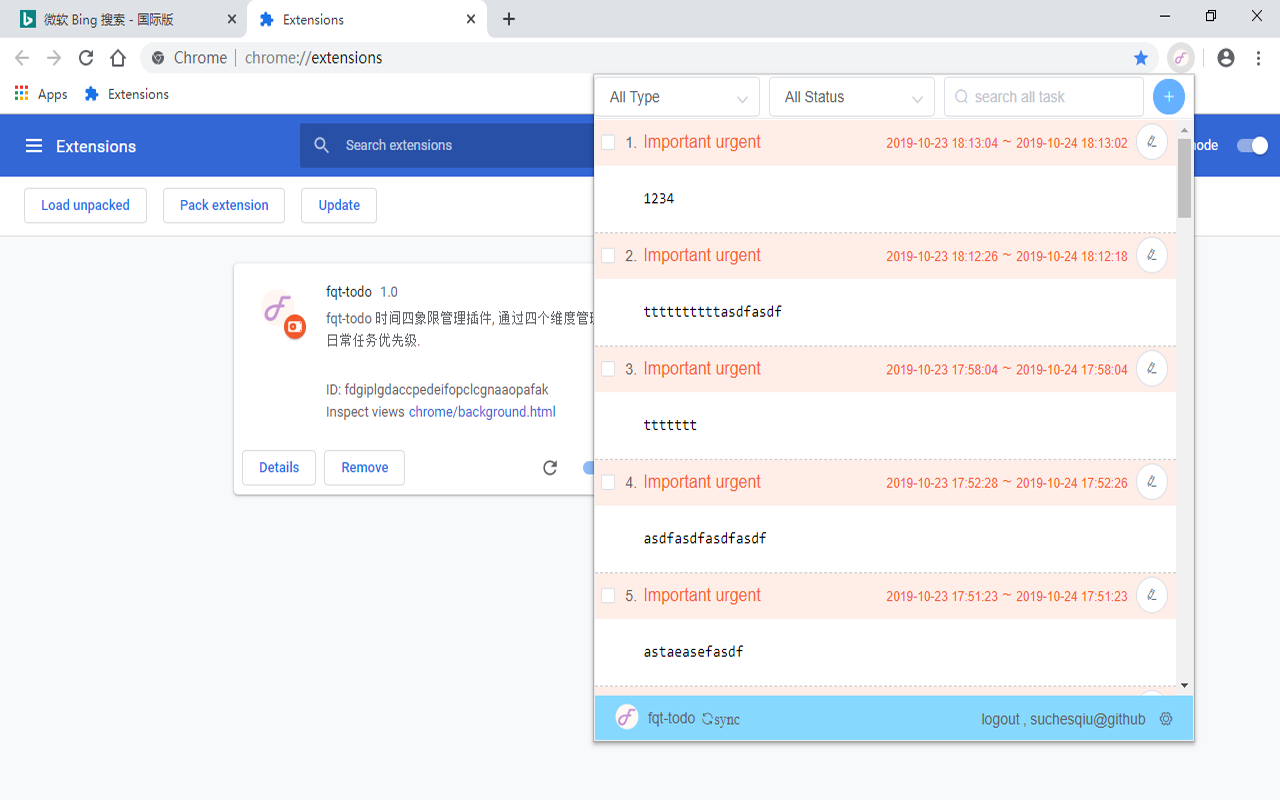 微软 Bing 搜索 - 国际版
Extensions
Chrome | chrome://extensions
Apps
Extensions
Extensions
Search extensions
ode
Load unpacked
Pack extension
Update
fqt-todo 1.0
fqt-todo 时间四象限管理插件, 通过四个维度管理
日常任务优先级.
ID: fdgiplgdaccpedeifopclcgnaaopafak
Inspect views chrome/background.html
Details
Remove
All Type
All Status
search all task
1. Important urgent 2019-10-23 18:13:04 ~ 2019-10-24 18:13:02
1234
2. Important urgent 2019-10-23 18:12:26 ~ 2019-10-24 18:12:18
ttttttttttasdfasdf
3. Important urgent 2019-10-23 17:58:04 ~ 2019-10-24 17:58:04
ttttttt
4. Important urgent 2019-10-23 17:52:28 ~ 2019-10-24 17:52:26
asdfasdfasdfasdf
5. Important urgent 2019-10-23 17:51:23 ~ 2019-10-24 17:51:23
astaeasefasdf
fqt-todo sync
logout , suchesqiu@github